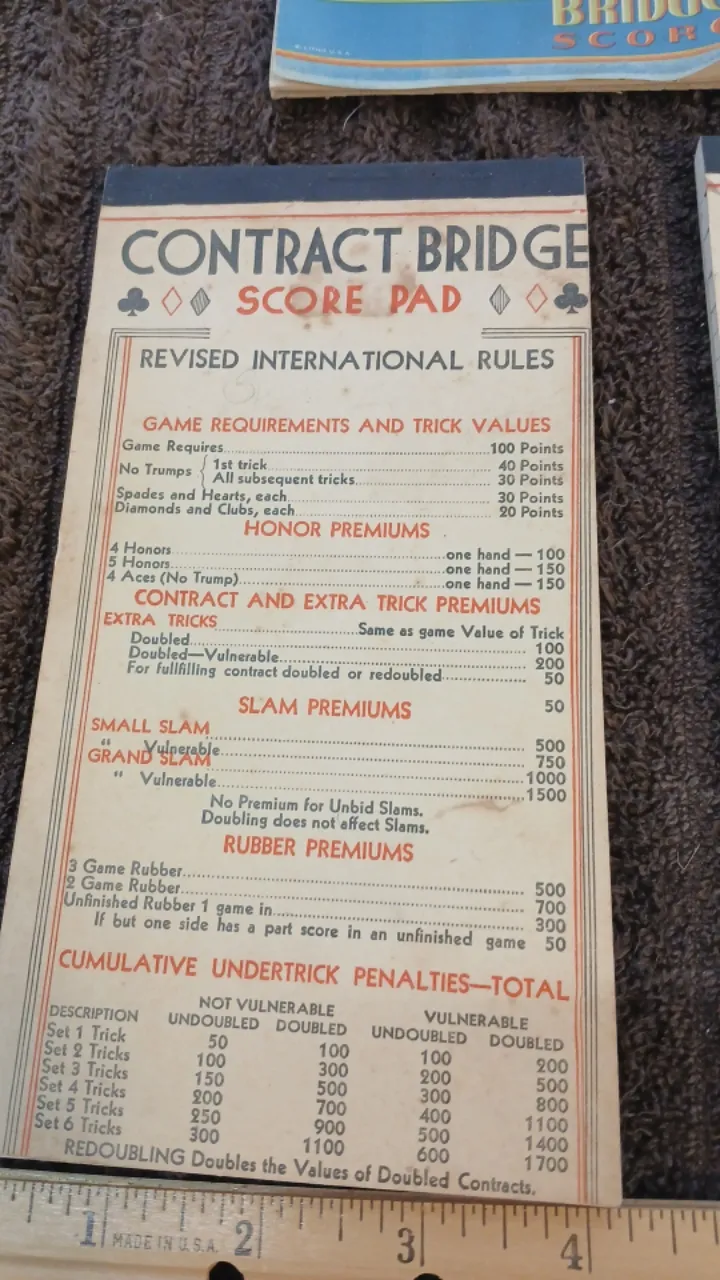 BRIDG
SCOR
CONTRACT BRIDGE
SCORE PAD
REVISED INTERNATIONAL RULES
GAME REQUIREMENTS AND TRICK VALUES
Game Requires 100 Points
No Trumps { 1st trick 40 Points
All subsequent tricks 30 Points
Spades and Hearts, each 30 Points
Diamonds and Clubs, each 20 Points
HONOR PREMIUMS
4 Honors one hand — 100
5 Honors one hand — 150
4 Aces (No Trump) one hand — 150
CONTRACT AND EXTRA TRICK PREMIUMS
EXTRA TRICKS Same as game Value of Trick
Doubled 100
Doubled—Vulnerable 200
For fullfilling contract doubled or redoubled 50
SLAM PREMIUMS 50
SMALL SLAM 500
" Vulnerable 750
GRAND SLAM 1000
" Vulnerable 1500
No Premium for Unbid Slams.
Doubling does not affect Slams.
RUBBER PREMIUMS
3 Game Rubber 500
2 Game Rubber 700
Unfinished Rubber 1 game in 300
If but one side has a part score in an unfinished game 50
CUMULATIVE UNDERTRICK PENALTIES—TOTAL
NOT VULNERABLE VULNERABLE
DESCRIPTION UNDOUBLED DOUBLED UNDOUBLED DOUBLED
Set 1 Trick 50 100 100 200
Set 2 Tricks 100 300 200 500
Set 3 Tricks 150 500 300 800
Set 4 Tricks 200 700 400 1100
Set 5 Tricks 250 900 500 1400
Set 6 Tricks 300 1100 600 1700
REDOUBLING Doubles the Values of Doubled Contracts.
1 MADE IN U.S.A. 2 3 4